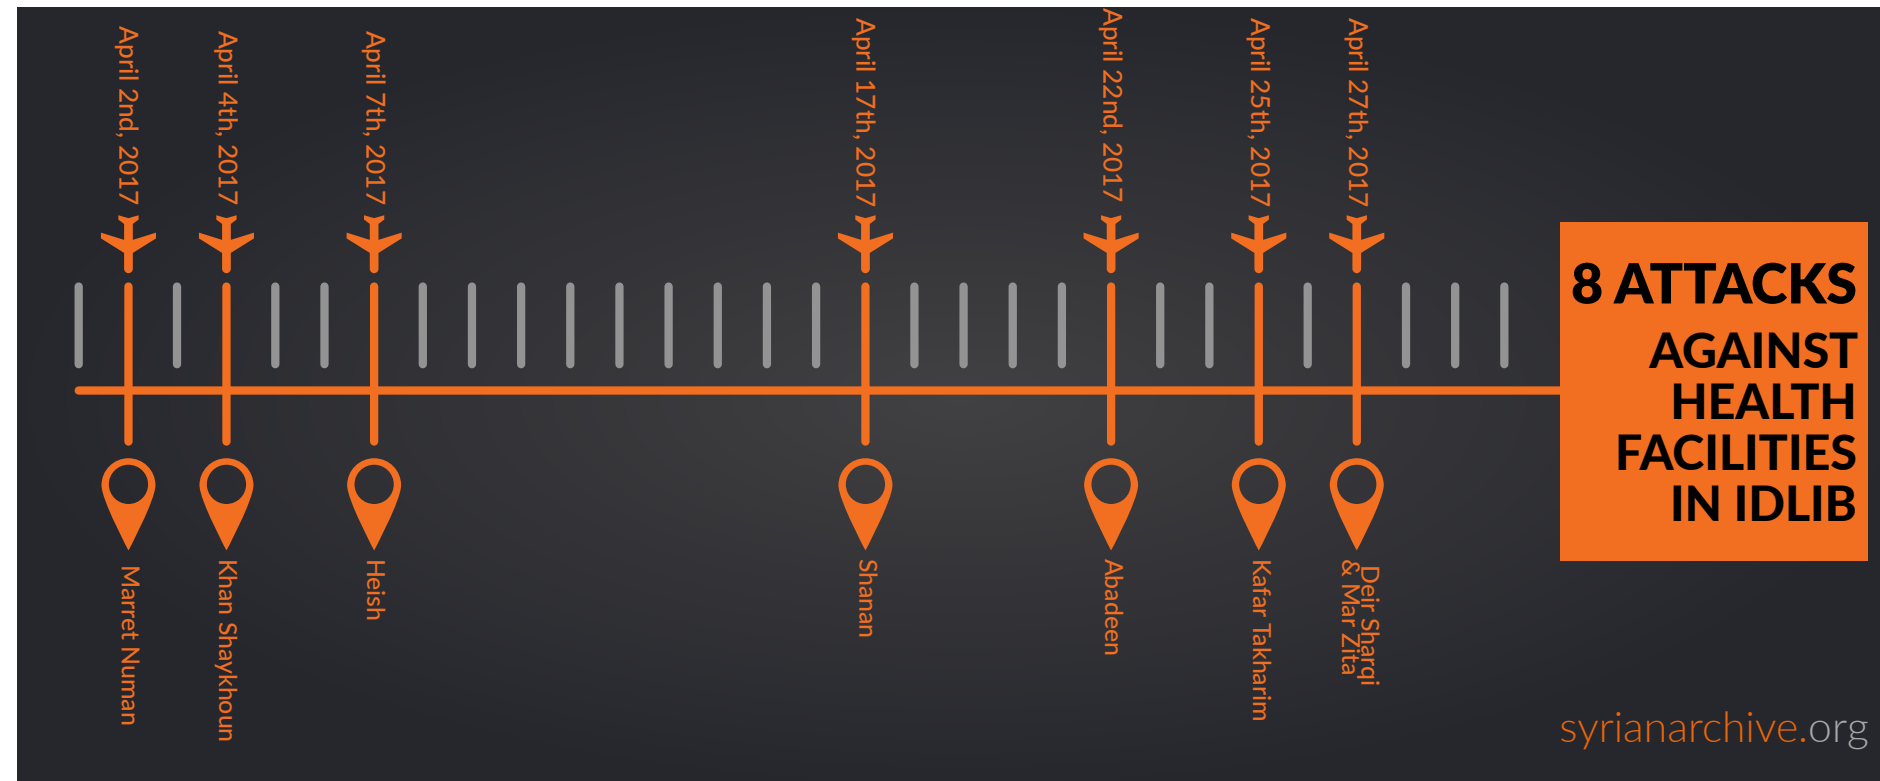 April 2nd, 2017
April 4th, 2017
April 7th, 2017
April 17th, 2017
April 22nd, 2017
April 25th, 2017
April 27th, 2017
8 ATTACKS
AGAINST
HEALTH
FACILITIES
IN IDLIB
Marret Numan
Khan Shaykhoun
Heish
Shanan
Abadeen
Kafar Takharim
Deir Sharqi
& Mar Zita
syrianarchive.org